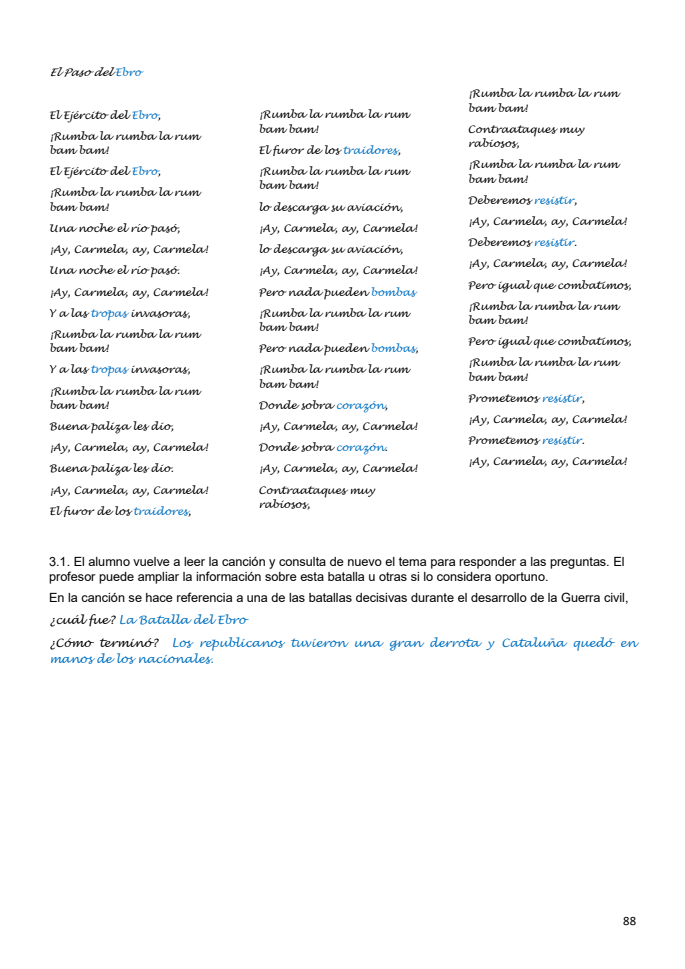 El Paso del Ebro
El Ejército del Ebro,
¡Rumba la rumba la rum
bam bam!
El Ejército del Ebro,
¡Rumba la rumba la rum
bam bam!
Una noche el río pasó,
¡Ay, Carmela, ay, Carmela!
Una noche el río pasó.
¡Ay, Carmela, ay, Carmela!
Y a las tropas invasoras,
¡Rumba la rumba la rum
bam bam!
Y a las tropas invasoras,
¡Rumba la rumba la rum
bam bam!
Buena paliza les dio,
¡Ay, Carmela, ay, Carmela!
Buena paliza les dio.
¡Ay, Carmela, ay, Carmela!
El furor de los traidores,
¡Rumba la rumba la rum
bam bam!
El furor de los traidores,
¡Rumba la rumba la rum
bam bam!
lo descarga su aviación,
¡Ay, Carmela, ay, Carmela!
lo descarga su aviación,
¡Ay, Carmela, ay, Carmela!
Pero nada pueden bombas
¡Rumba la rumba la rum
bam bam!
Pero nada pueden bombas,
¡Rumba la rumba la rum
bam bam!
Donde sobra corazón,
¡Ay, Carmela, ay, Carmela!
Donde sobra corazón.
¡Ay, Carmela, ay, Carmela!
Contraataques muy
rabiosos,
¡Rumba la rumba la rum
bam bam!
Contraataques muy
rabiosos,
¡Rumba la rumba la rum
bam bam!
Deberemos resistir,
¡Ay, Carmela, ay, Carmela!
Deberemos resistir.
¡Ay, Carmela, ay, Carmela!
Pero igual que combatimos,
¡Rumba la rumba la rum
bam bam!
Pero igual que combatimos,
¡Rumba la rumba la rum
bam bam!
Prometemos resistir,
¡Ay, Carmela, ay, Carmela!
Prometemos resistir.
¡Ay, Carmela, ay, Carmela!
3.1. El alumno vuelve a leer la canción y consulta de nuevo el tema para responder a las preguntas. El
profesor puede ampliar la información sobre esta batalla u otras si lo considera oportuno.
En la canción se hace referencia a una de las batallas decisivas durante el desarrollo de la Guerra civil,
¿cuál fue? La Batalla del Ebro
¿Cómo terminó? Los republicanos tuvieron una gran derrota y Cataluña quedó en
manos de los nacionales.
88